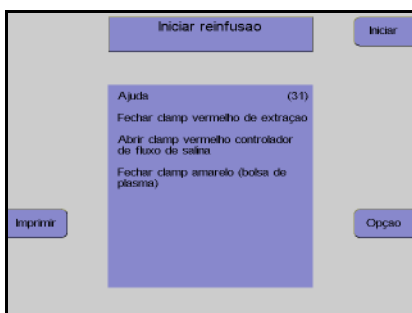 Iniciar reinfusao
Iniciar
Ajuda (31)
Fechar clamp vermelho de extraçao
Abrir clamp vermelho controlador
de fluxo de salina
Fechar clamp amarelo (bolsa de
plasma)
Imprimir
Opçao